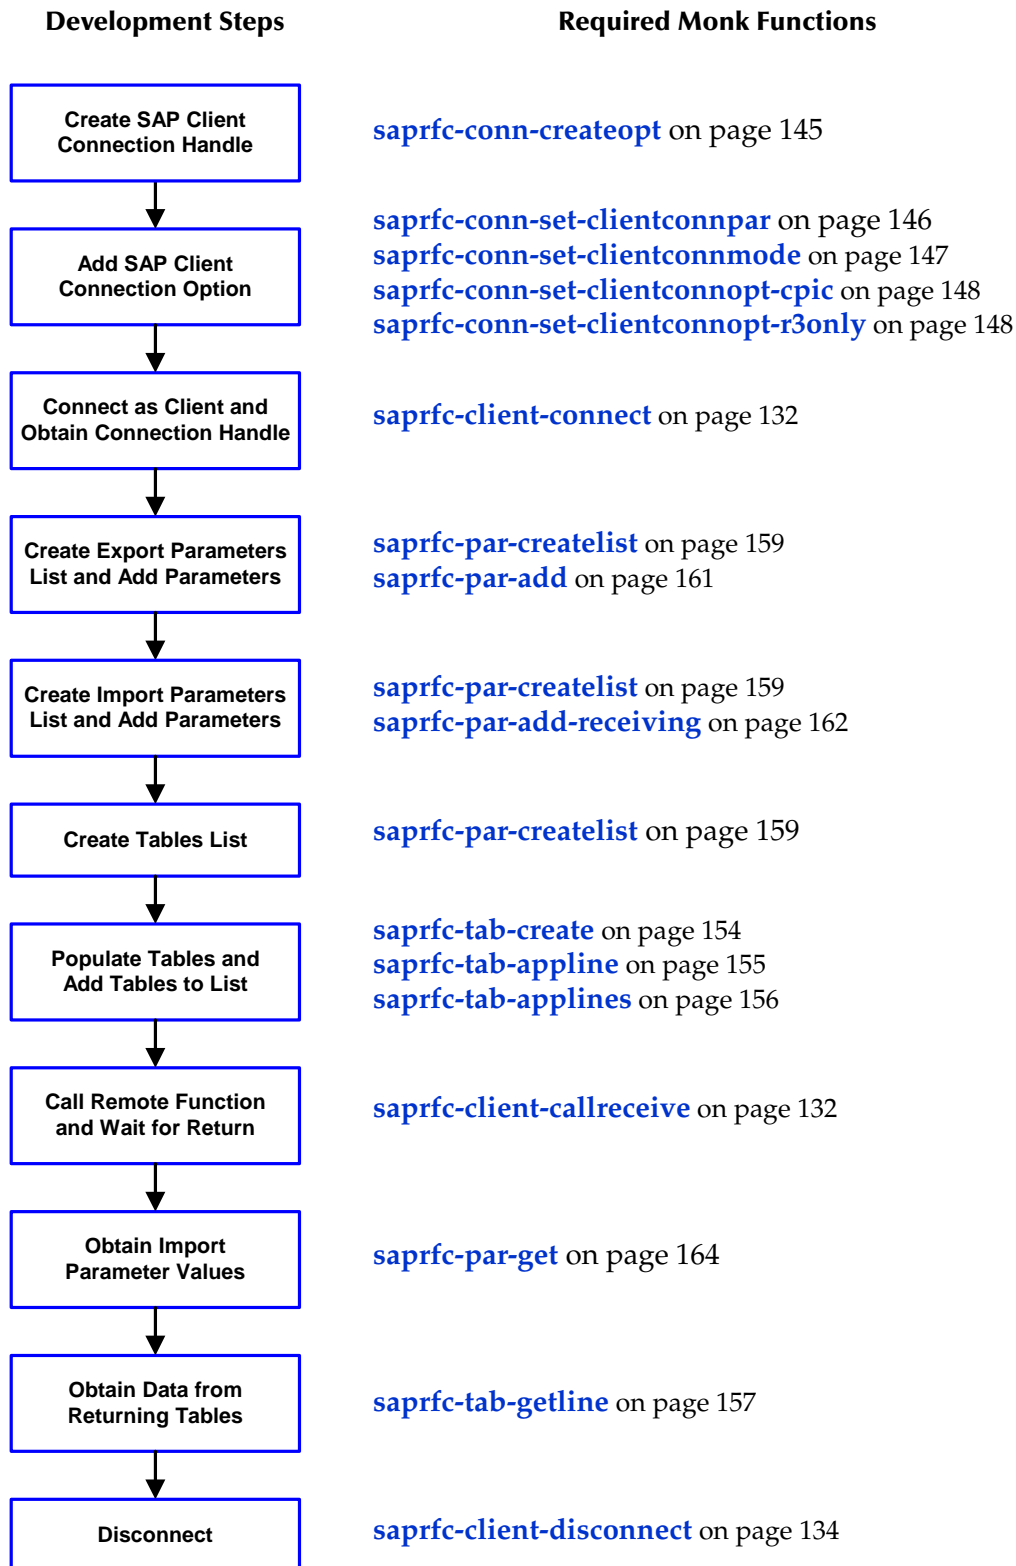 Development Steps
Required Monk Functions
Create SAP Client
Connection Handle
saprfc-conn-createopt on page 145
Add SAP Client
Connection Option
saprfc-conn-set-clientconnpar on page 146
saprfc-conn-set-clientconnmode on page 147
saprfc-conn-set-clientconnopt-cpic on page 148
saprfc-conn-set-clientconnopt-r3only on page 148
Connect as Client and
Obtain Connection Handle
saprfc-client-connect on page 132
Create Export Parameters
List and Add Parameters
saprfc-par-createlist on page 159
saprfc-par-add on page 161
Create Import Parameters
List and Add Parameters
saprfc-par-createlist on page 159
saprfc-par-add-receiving on page 162
Create Tables List
saprfc-par-createlist on page 159
Populate Tables and
Add Tables to List
saprfc-tab-create on page 154
saprfc-tab-appline on page 155
saprfc-tab-applines on page 156
Call Remote Function
and Wait for Return
saprfc-client-callreceive on page 132
Obtain Import
Parameter Values
saprfc-par-get on page 164
Obtain Data from
Returning Tables
saprfc-tab-getline on page 157
Disconnect
saprfc-client-disconnect on page 134